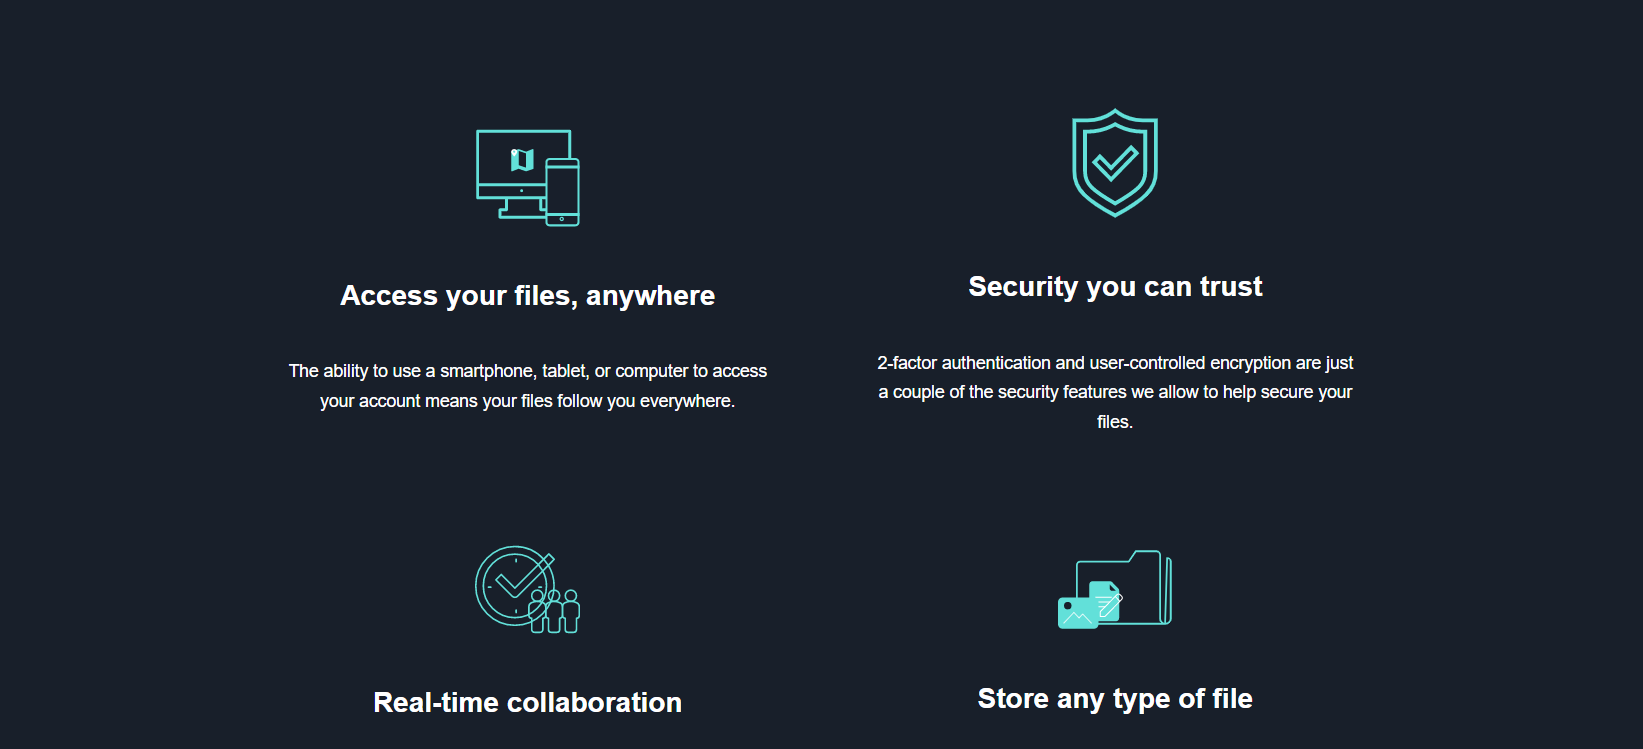 Access your files, anywhere
The ability to use a smartphone, tablet, or computer to access
your account means your files follow you everywhere.
Security you can trust
2-factor authentication and user-controlled encryption are just
a couple of the security features we allow to help secure your
files.
Real-time collaboration
Store any type of file